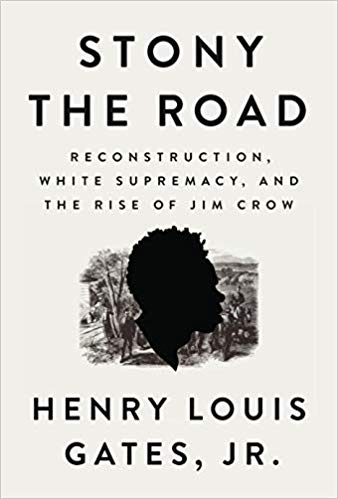 STONY
THE ROAD
RECONSTRUCTION,
WHITE SUPREMACY, AND
THE RISE OF JIM CROW
HENRY LOUIS
GATES, JR.